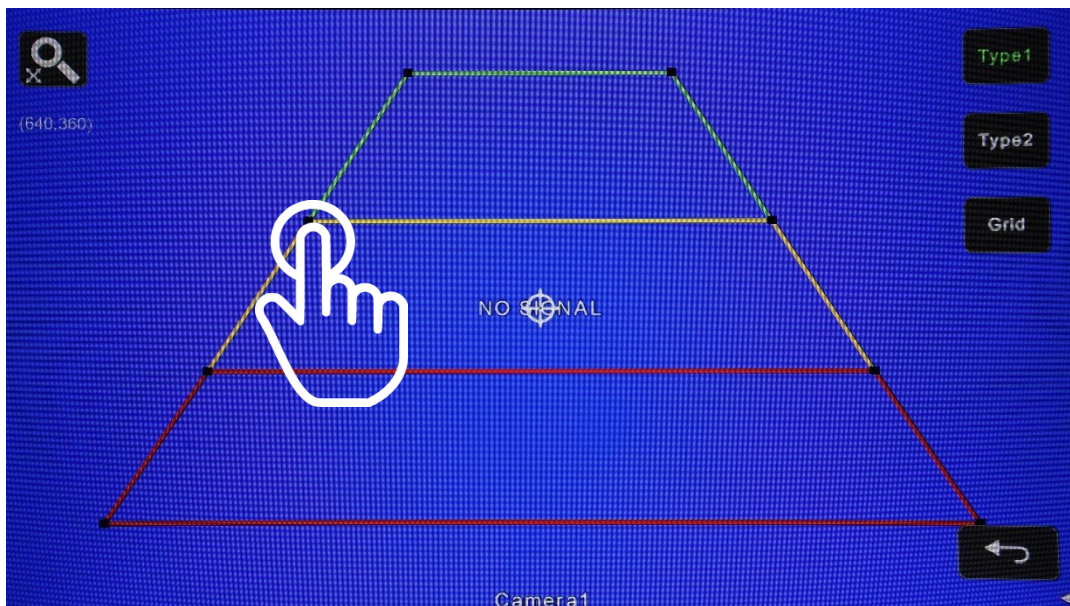 Type1
(640,360)
Type2
Grid
NO SIGNAL
Camera1